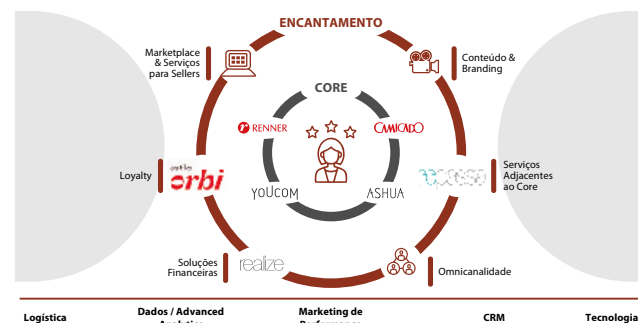 ENCANTAMENTO
Marketplace
& Serviços
para Sellers
Conteúdo &
Branding
CORE
RENNER
CAMICADO
Loyalty
orbi
Serviços
Adjacentes
ao Core
YOUCOM
ASHUA
Soluções
Financeiras
realize
Omnicanalidade
Logística
Dados / Advanced
Marketing de
CRM
Tecnologia